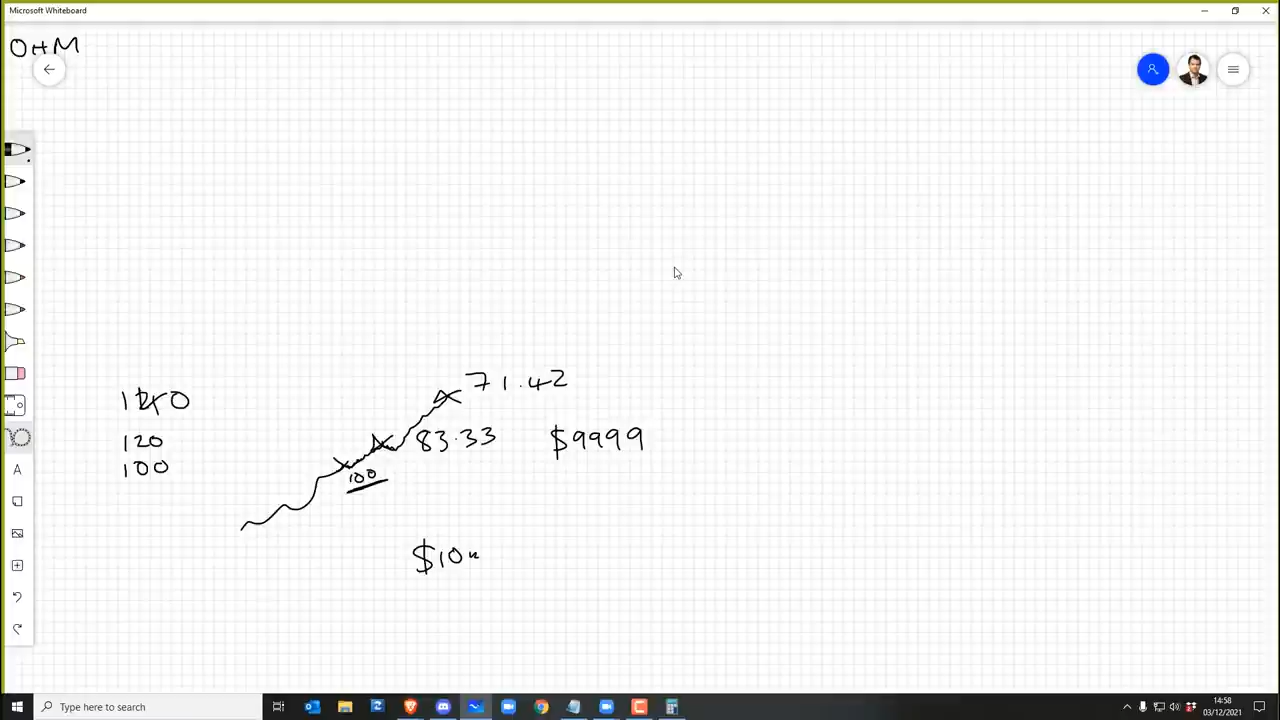 Microsoft Whiteboard
OHM
71.42
140
83.33 $9999
120
100
100
$10k
A
Type here to search
14:58
03/12/2021